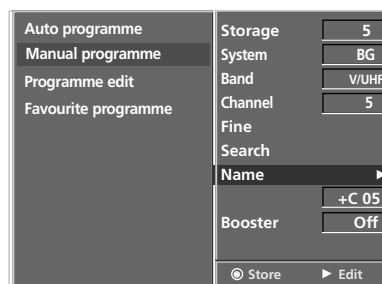 Auto programme
Manual programme
Programme edit
Favourite programme
Storage 5
System BG
Band V/UHF
Channel 5
Fine
Search
Name ►
+C 05
Booster Off
◉ Store ► Edit